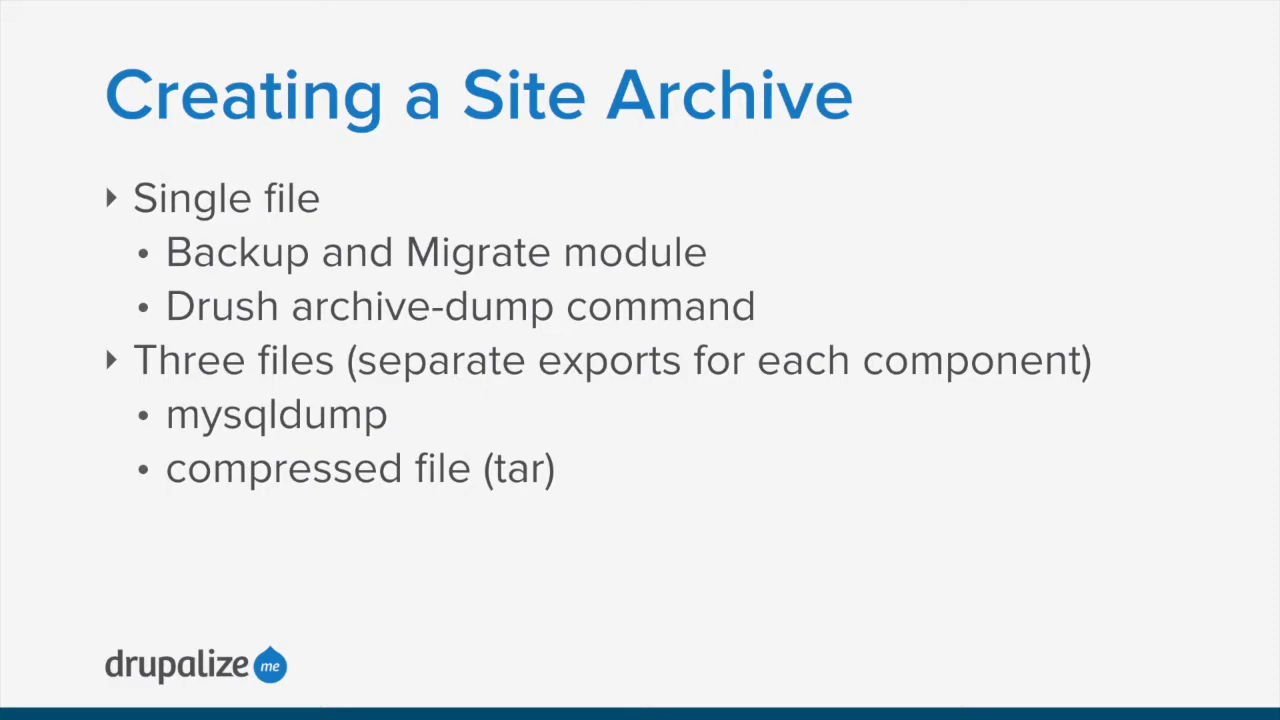 Creating a Site Archive
Single file
Backup and Migrate module
Drush archive-dump command
Three files (separate exports for each component)
mysqldump
compressed file (tar)
drupalize me